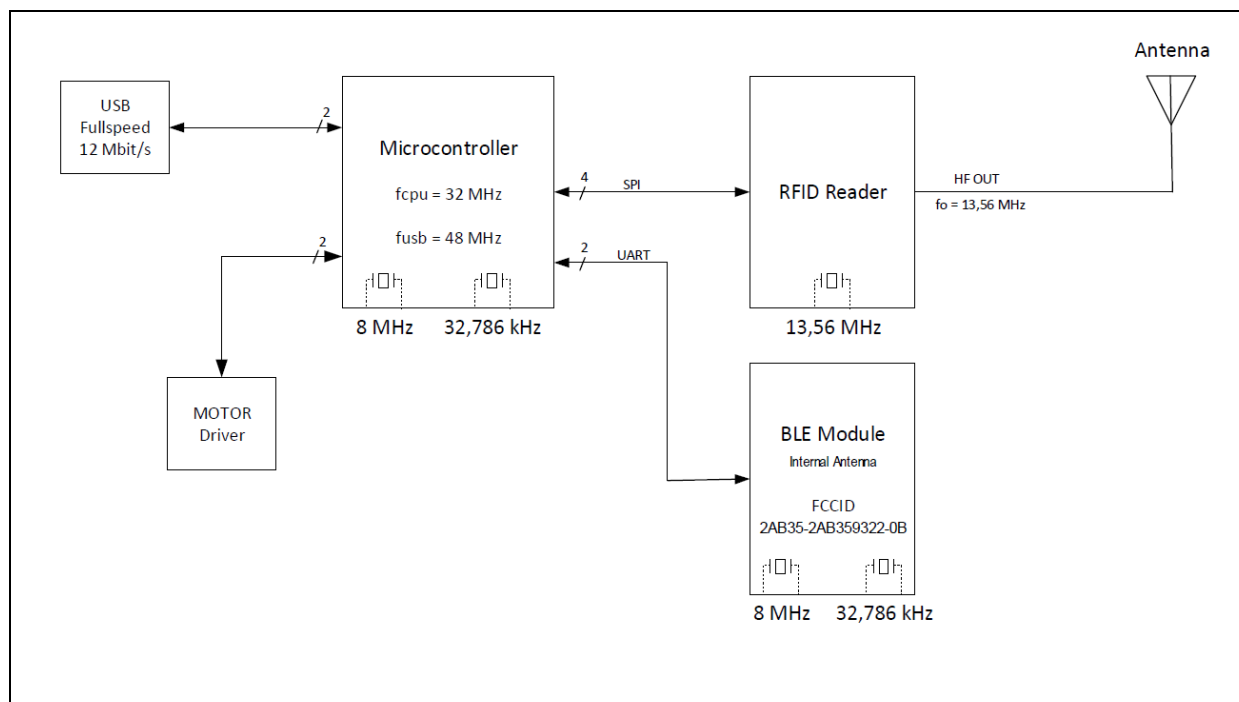 Antenna
USB
Fullspeed
12 Mbit/s
2
Microcontroller
fcpu = 32 MHz
fusb = 48 MHz
4
SPI
RFID Reader
HF OUT
fo = 13,56 MHz
2
2
UART
8 MHz
32,786 kHz
13,56 MHz
MOTOR
Driver
BLE Module
Internal Antenna
FCCID
2AB35-2AB359322-0B
8 MHz
32,786 kHz